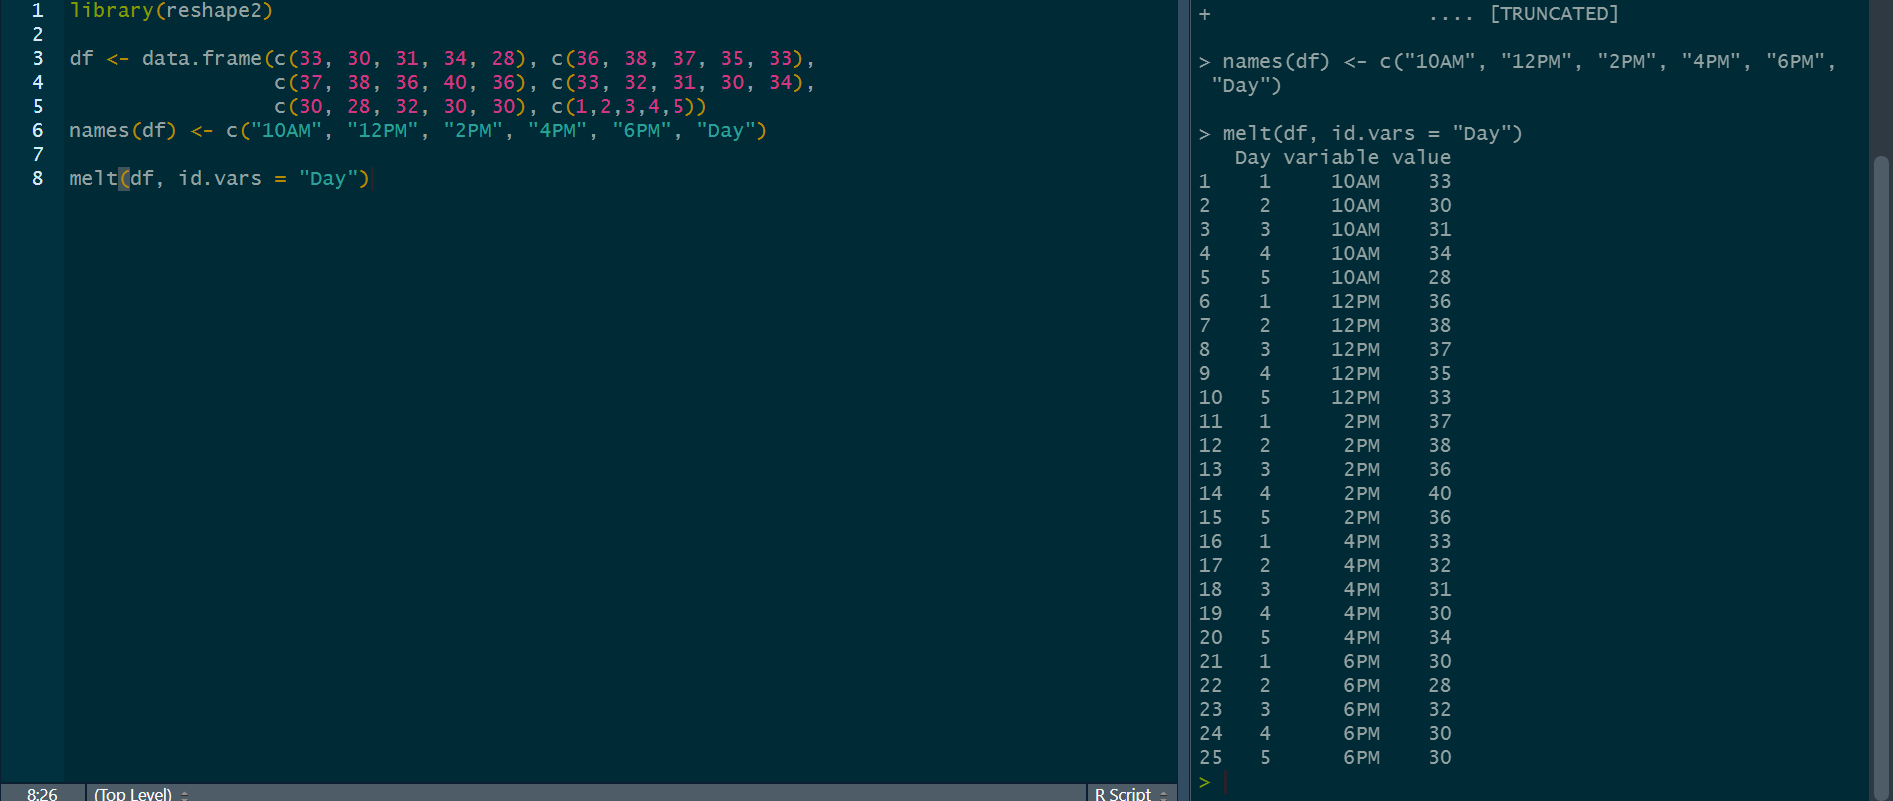 1 library(reshape2)
2
3 df <- data.frame(c(33, 30, 31, 34, 28), c(36, 38, 37, 35, 33),
4 c(37, 38, 36, 40, 36), c(33, 32, 31, 30, 34),
5 c(30, 28, 32, 30, 30), c(1,2,3,4,5))
6 names(df) <- c("10AM", "12PM", "2PM", "4PM", "6PM", "Day")
7
8 melt(df, id.vars = "Day")
8:26 (Top Level) R Script
+ .... [TRUNCATED]
> names(df) <- c("10AM", "12PM", "2PM", "4PM", "6PM",
"Day")
> melt(df, id.vars = "Day")
Day variable value
1 1 10AM 33
2 2 10AM 30
3 3 10AM 31
4 4 10AM 34
5 5 10AM 28
6 1 12PM 36
7 2 12PM 38
8 3 12PM 37
9 4 12PM 35
10 5 12PM 33
11 1 2PM 37
12 2 2PM 38
13 3 2PM 36
14 4 2PM 40
15 5 2PM 36
16 1 4PM 33
17 2 4PM 32
18 3 4PM 31
19 4 4PM 30
20 5 4PM 34
21 1 6PM 30
22 2 6PM 28
23 3 6PM 32
24 4 6PM 30
25 5 6PM 30
>